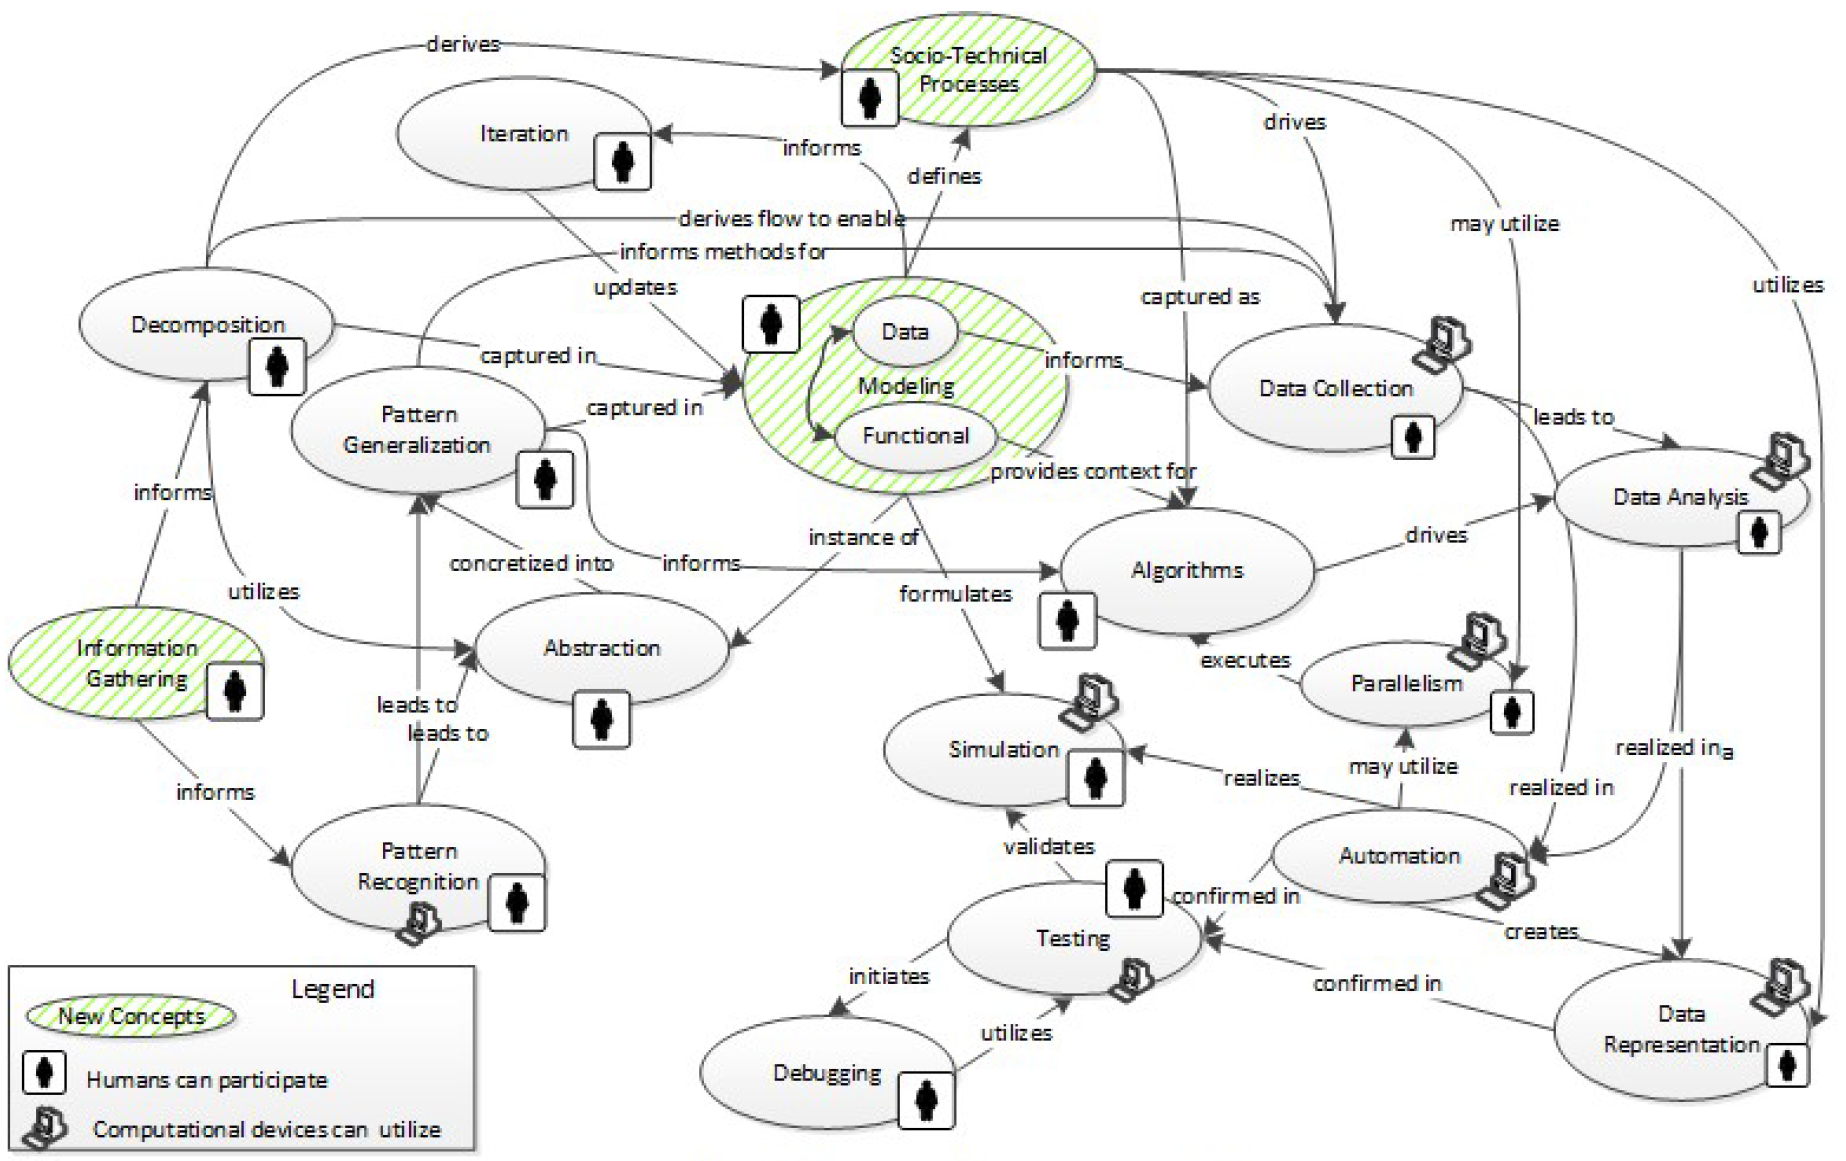 derives
Socio-Technical
Processes
Iteration
informs
drives
defines
derives flow to enable
may utilize
informs methods for
updates
captured as
utilizes
Decomposition
Data
captured in
informs
Modeling
Data Collection
captured in
Pattern
Generalization
Functional
leads to
provides context for
informs
Data Analysis
instance of
drives
concretized into
informs
Algorithms
utilizes
formulates
Information
Gathering
Abstraction
executes
Parallelism
leads to
leads to
Simulation
realized in
a
may utilize
realizes
realized in
informs
validates
Pattern
Recognition
Automation
confirmed in
creates
Testing
initiates
confirmed in
Legend
New Concepts
utilizes
Data
Representation
Debugging
Humans can participate
Computational devices can utilize